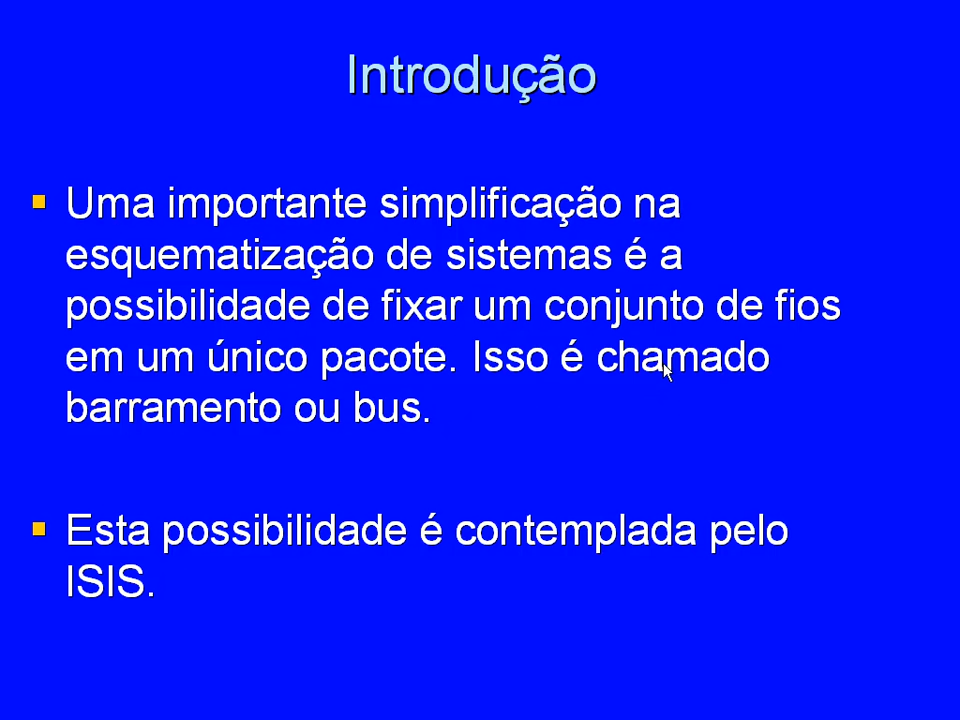 Introdução
Uma importante simplificação na
esquematização de sistemas é a
possibilidade de fixar um conjunto de fios
em um único pacote. Isso é chamado
barramento ou bus.
Esta possibilidade é contemplada pelo
ISIS.